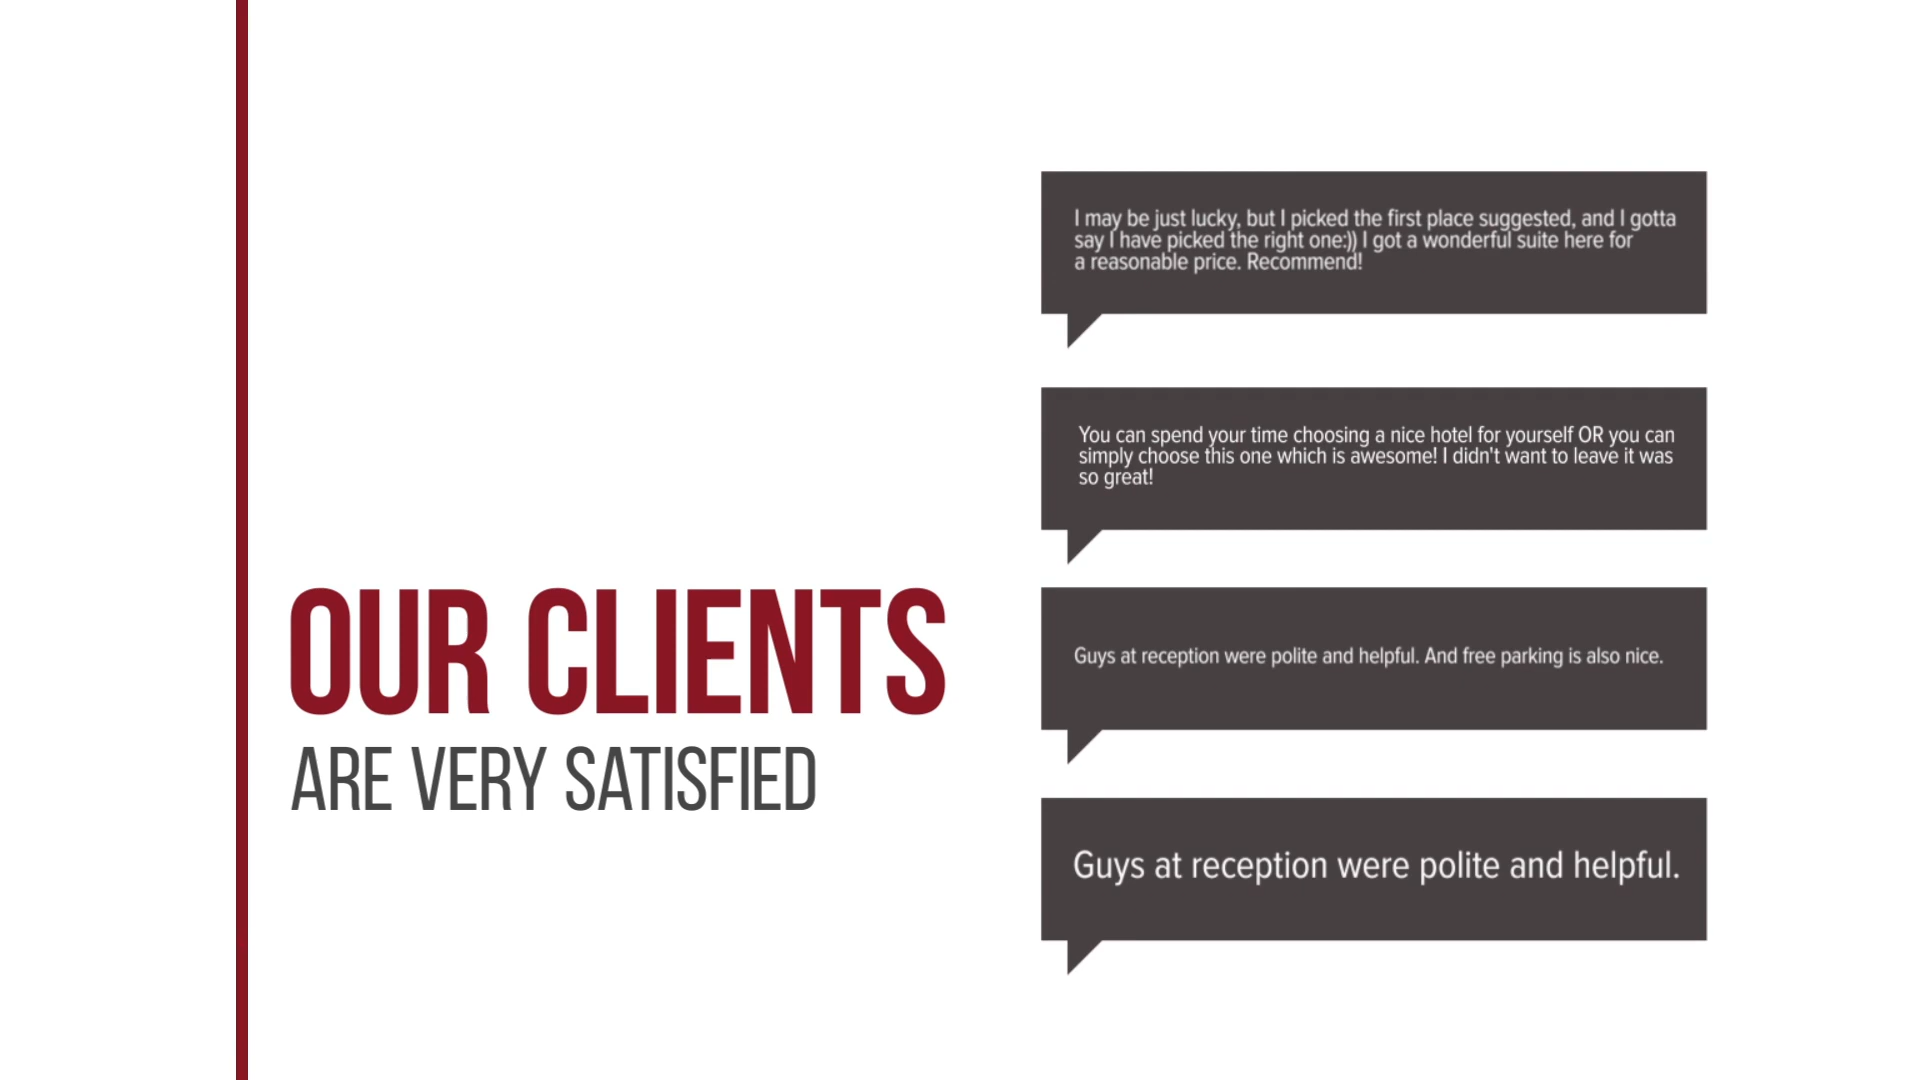 OUR CLIENTS
ARE VERY SATISFIED
I may be just lucky, but I picked the first place suggested, and I gotta
say I have picked the right one:)) I got a wonderful suite here for
a reasonable price. Recommend!
You can spend your time choosing a nice hotel for yourself OR you can
simply choose this one which is awesome! I didn't want to leave it was
so great!
Guys at reception were polite and helpful. And free parking is also nice.
Guys at reception were polite and helpful.